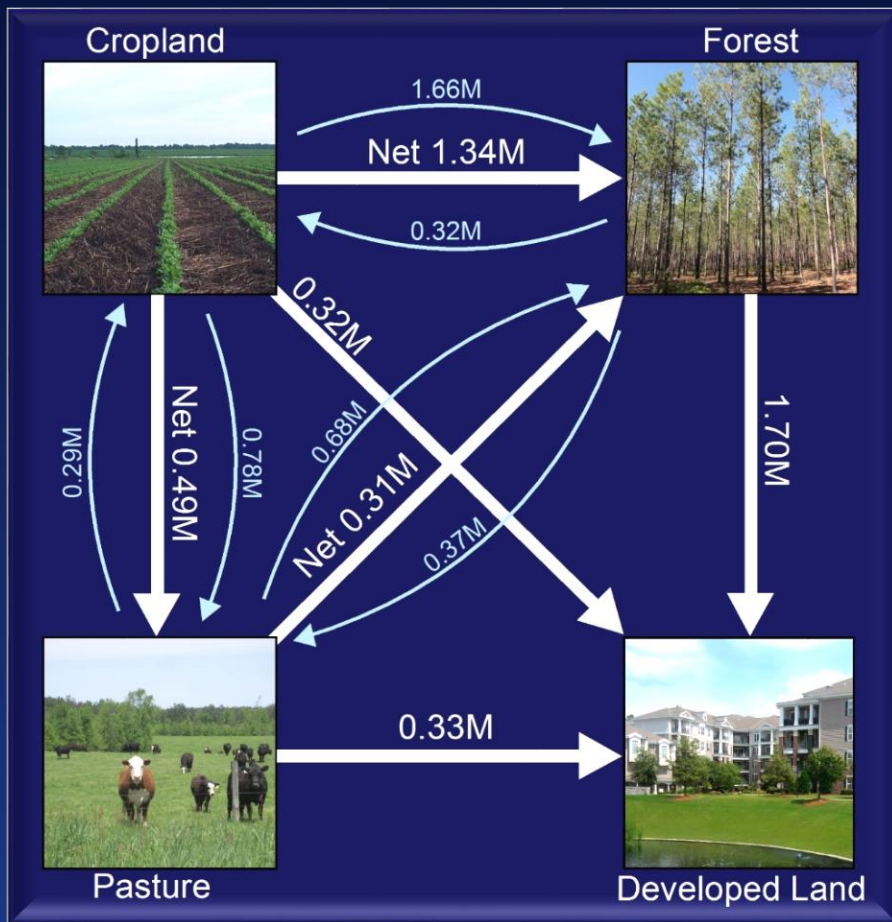 Cropland
Forest
1.66M
Net 1.34M
0.32M
0.32M
0.29M
Net 0.49M
0.78M
0.68M
Net 0.31M
0.37M
1.70M
0.33M
Pasture
Developed Land